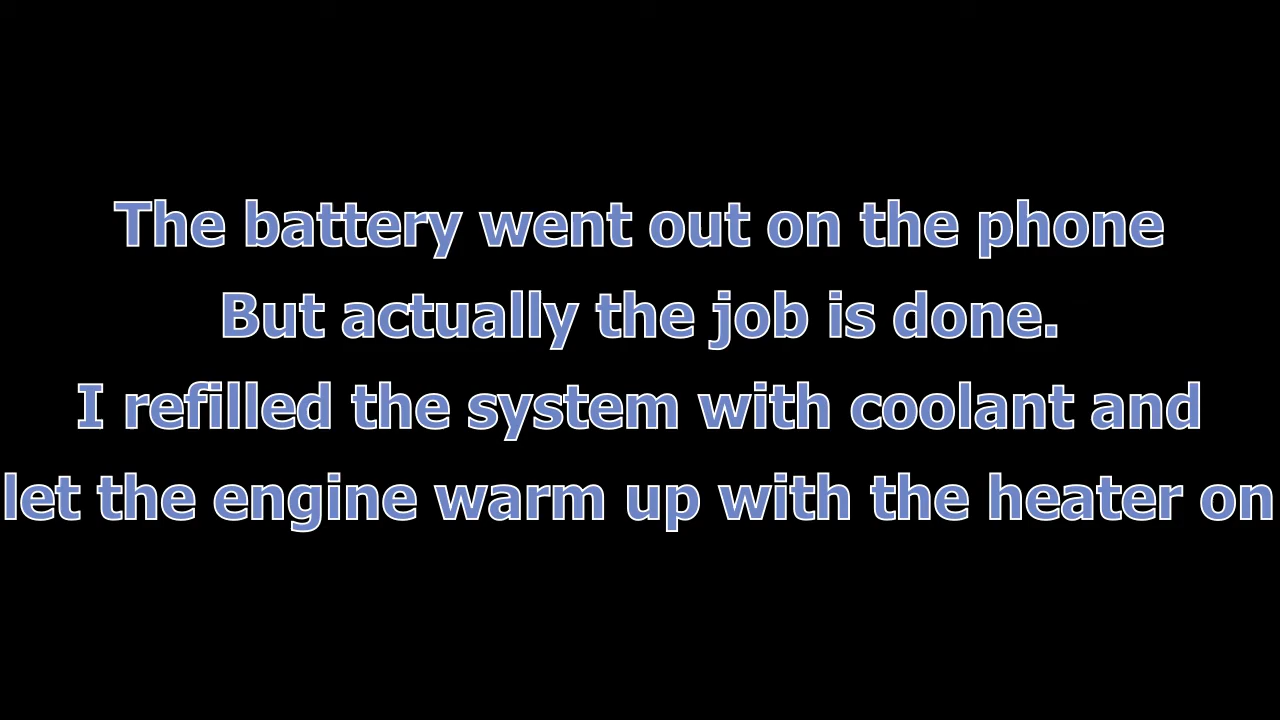 The battery went out on the phone
But actually the job is done.
I refilled the system with coolant and
let the engine warm up with the heater on